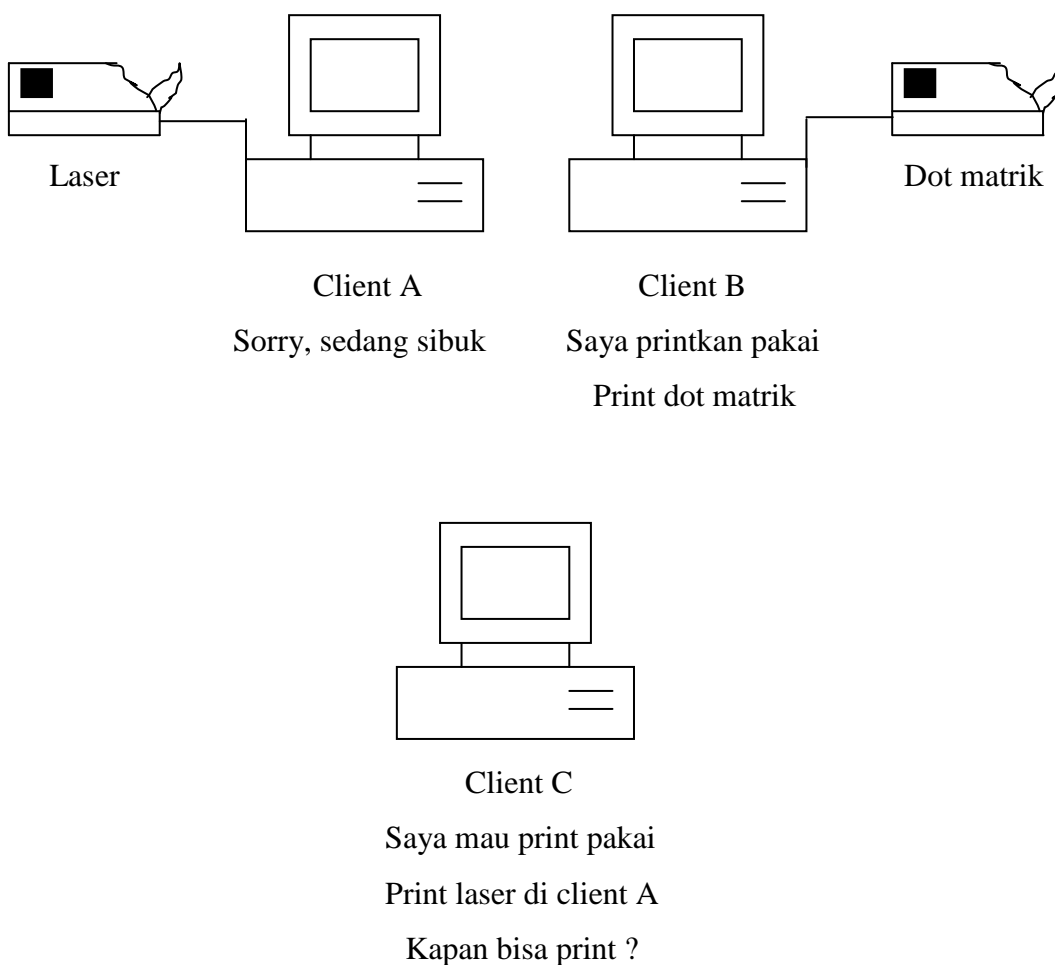 Laser
Dot matrik
Client A
Sorry, sedang sibuk
Client B
Saya printkan pakai
Print dot matrik
Client C
Saya mau print pakai
Print laser di client A
Kapan bisa print ?